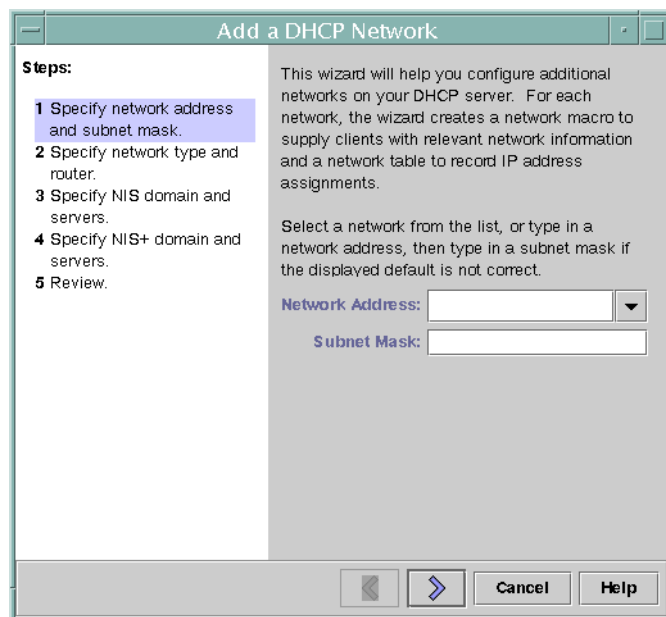 Add a DHCP Network
Steps:
1 Specify network address
and subnet mask.
2 Specify network type and
router.
3 Specify NIS domain and
servers.
4 Specify NIS+ domain and
servers.
5 Review.
This wizard will help you configure additional
networks on your DHCP server. For each
network, the wizard creates a network macro to
supply clients with relevant network information
and a network table to record IP address
assignments.
Select a network from the list, or type in a
network address, then type in a subnet mask if
the displayed default is not correct.
Network Address:
Subnet Mask:
Cancel
Help